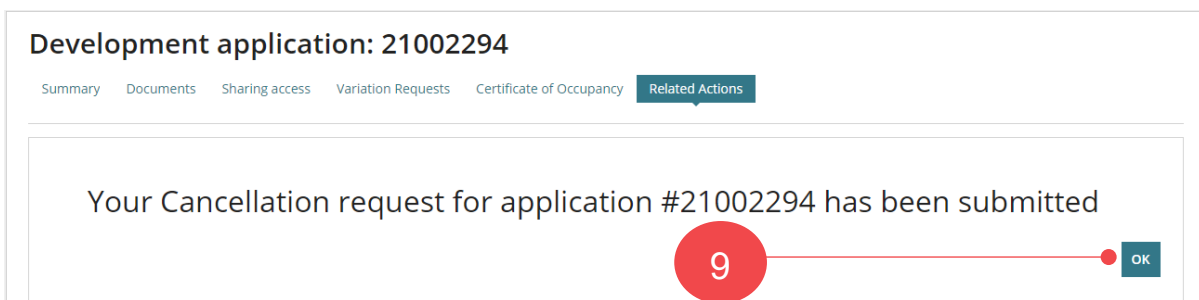 Development application: 21002294
Summary Documents Sharing access Variation Requests Certificate of Occupancy Related Actions
Your Cancellation request for application #21002294 has been submitted
9 OK